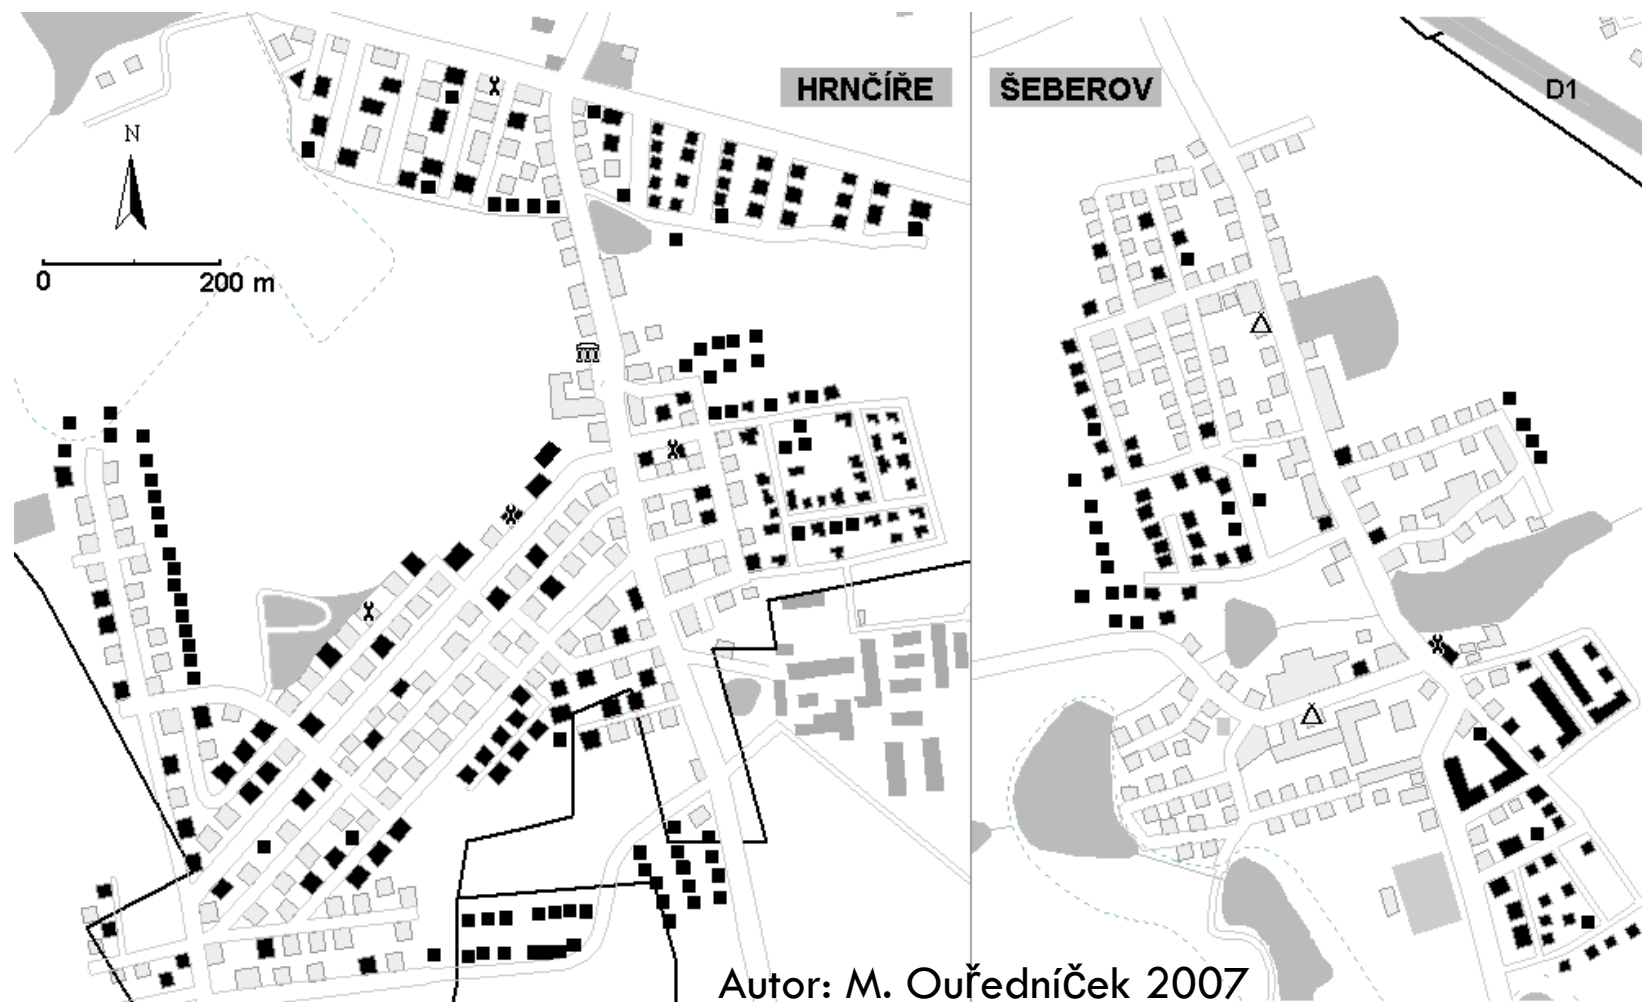 HRNČÍŘE
ŠEBEROV
D1
N
0 200 m
Autor: M. Ouředníček 2007